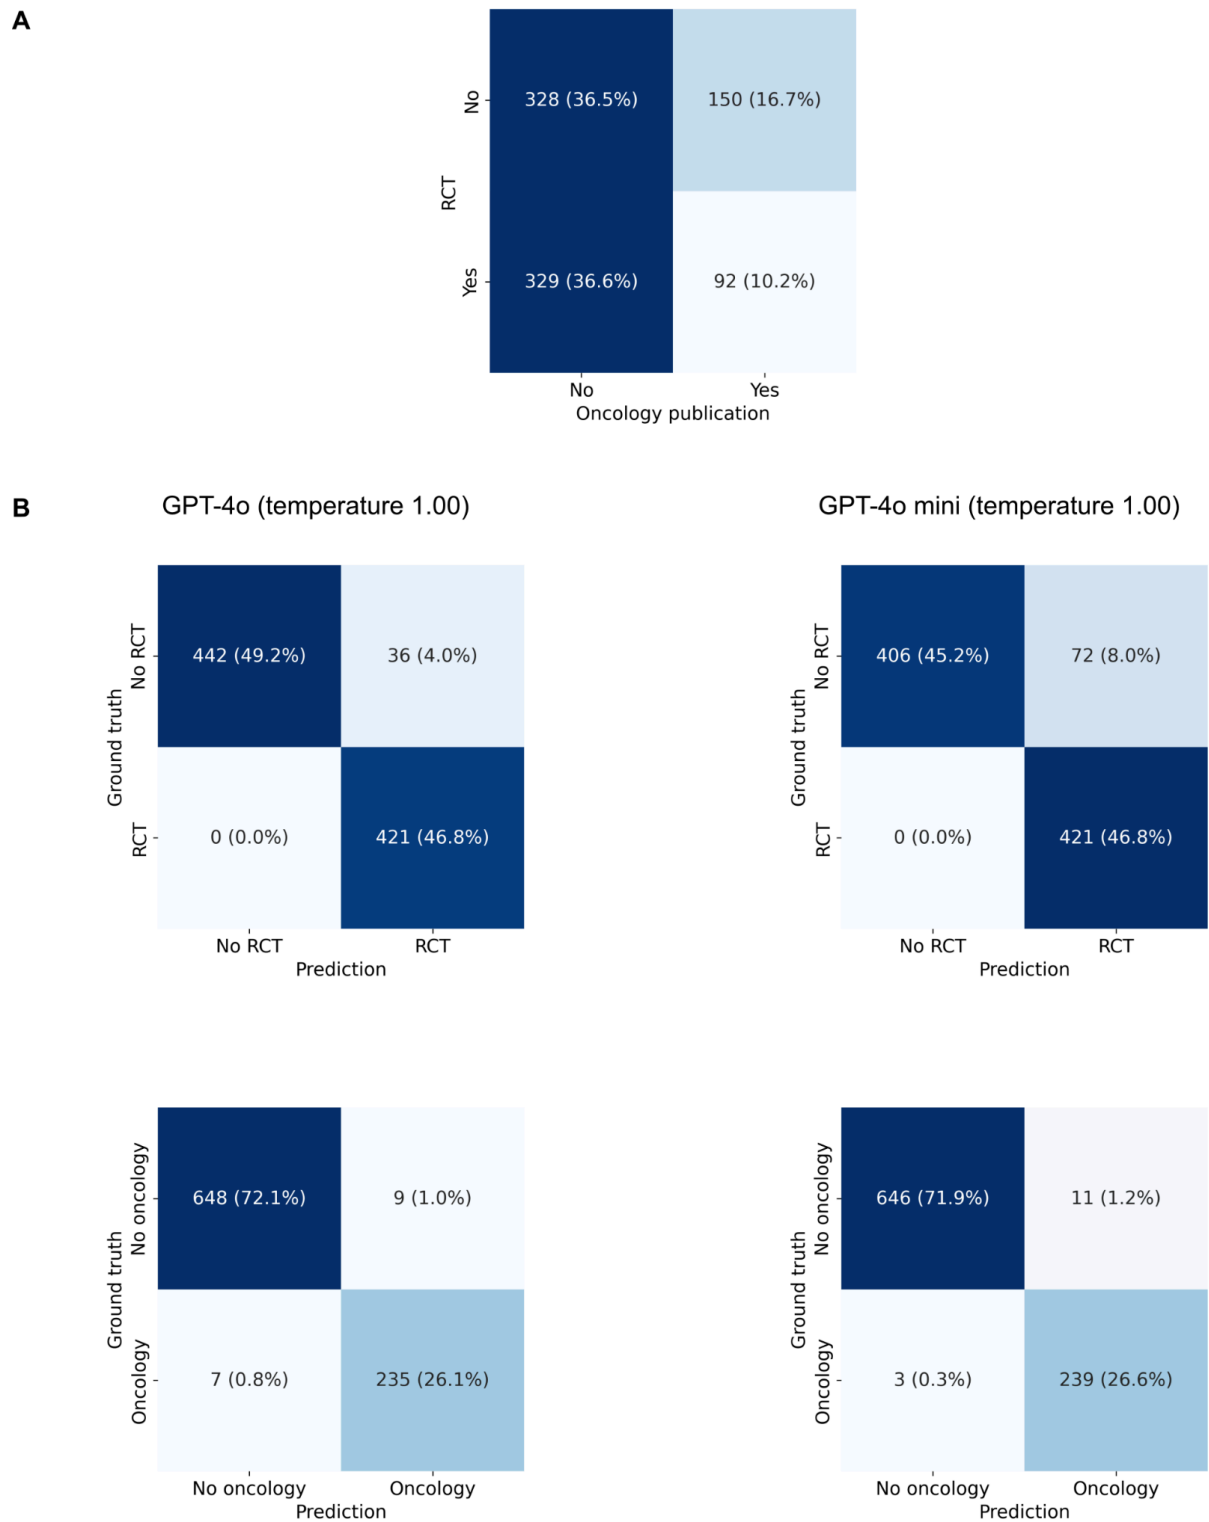 A
No
328 (36.5%)
150 (16.7%)
RCT
Yes
329 (36.6%)
92 (10.2%)
No
Yes
Oncology publication
B
GPT-4o (temperature 1.00)
GPT-4o mini (temperature 1.00)
No RCT
442 (49.2%)
36 (4.0%)
Ground truth
RCT
0 (0.0%)
421 (46.8%)
No RCT
RCT
Prediction
No RCT
406 (45.2%)
72 (8.0%)
Ground truth
RCT
0 (0.0%)
421 (46.8%)
No RCT
RCT
Prediction
No oncology
648 (72.1%)
9 (1.0%)
Ground truth
Oncology
7 (0.8%)
235 (26.1%)
No oncology
Oncology
Prediction
No oncology
646 (71.9%)
11 (1.2%)
Ground truth
Oncology
3 (0.3%)
239 (26.6%)
No oncology
Oncology
Prediction